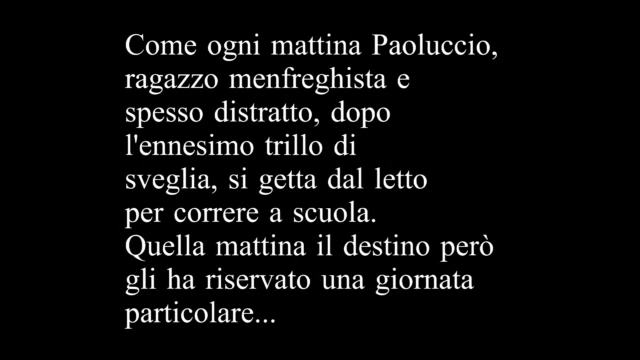 Come ogni mattina Paoluccio,
ragazzo menfreghista e
spesso distratto, dopo
l'ennesimo trillo di
sveglia, si getta dal letto
per correre a scuola.
Quella mattina il destino però
gli ha riservato una giornata
particolare...